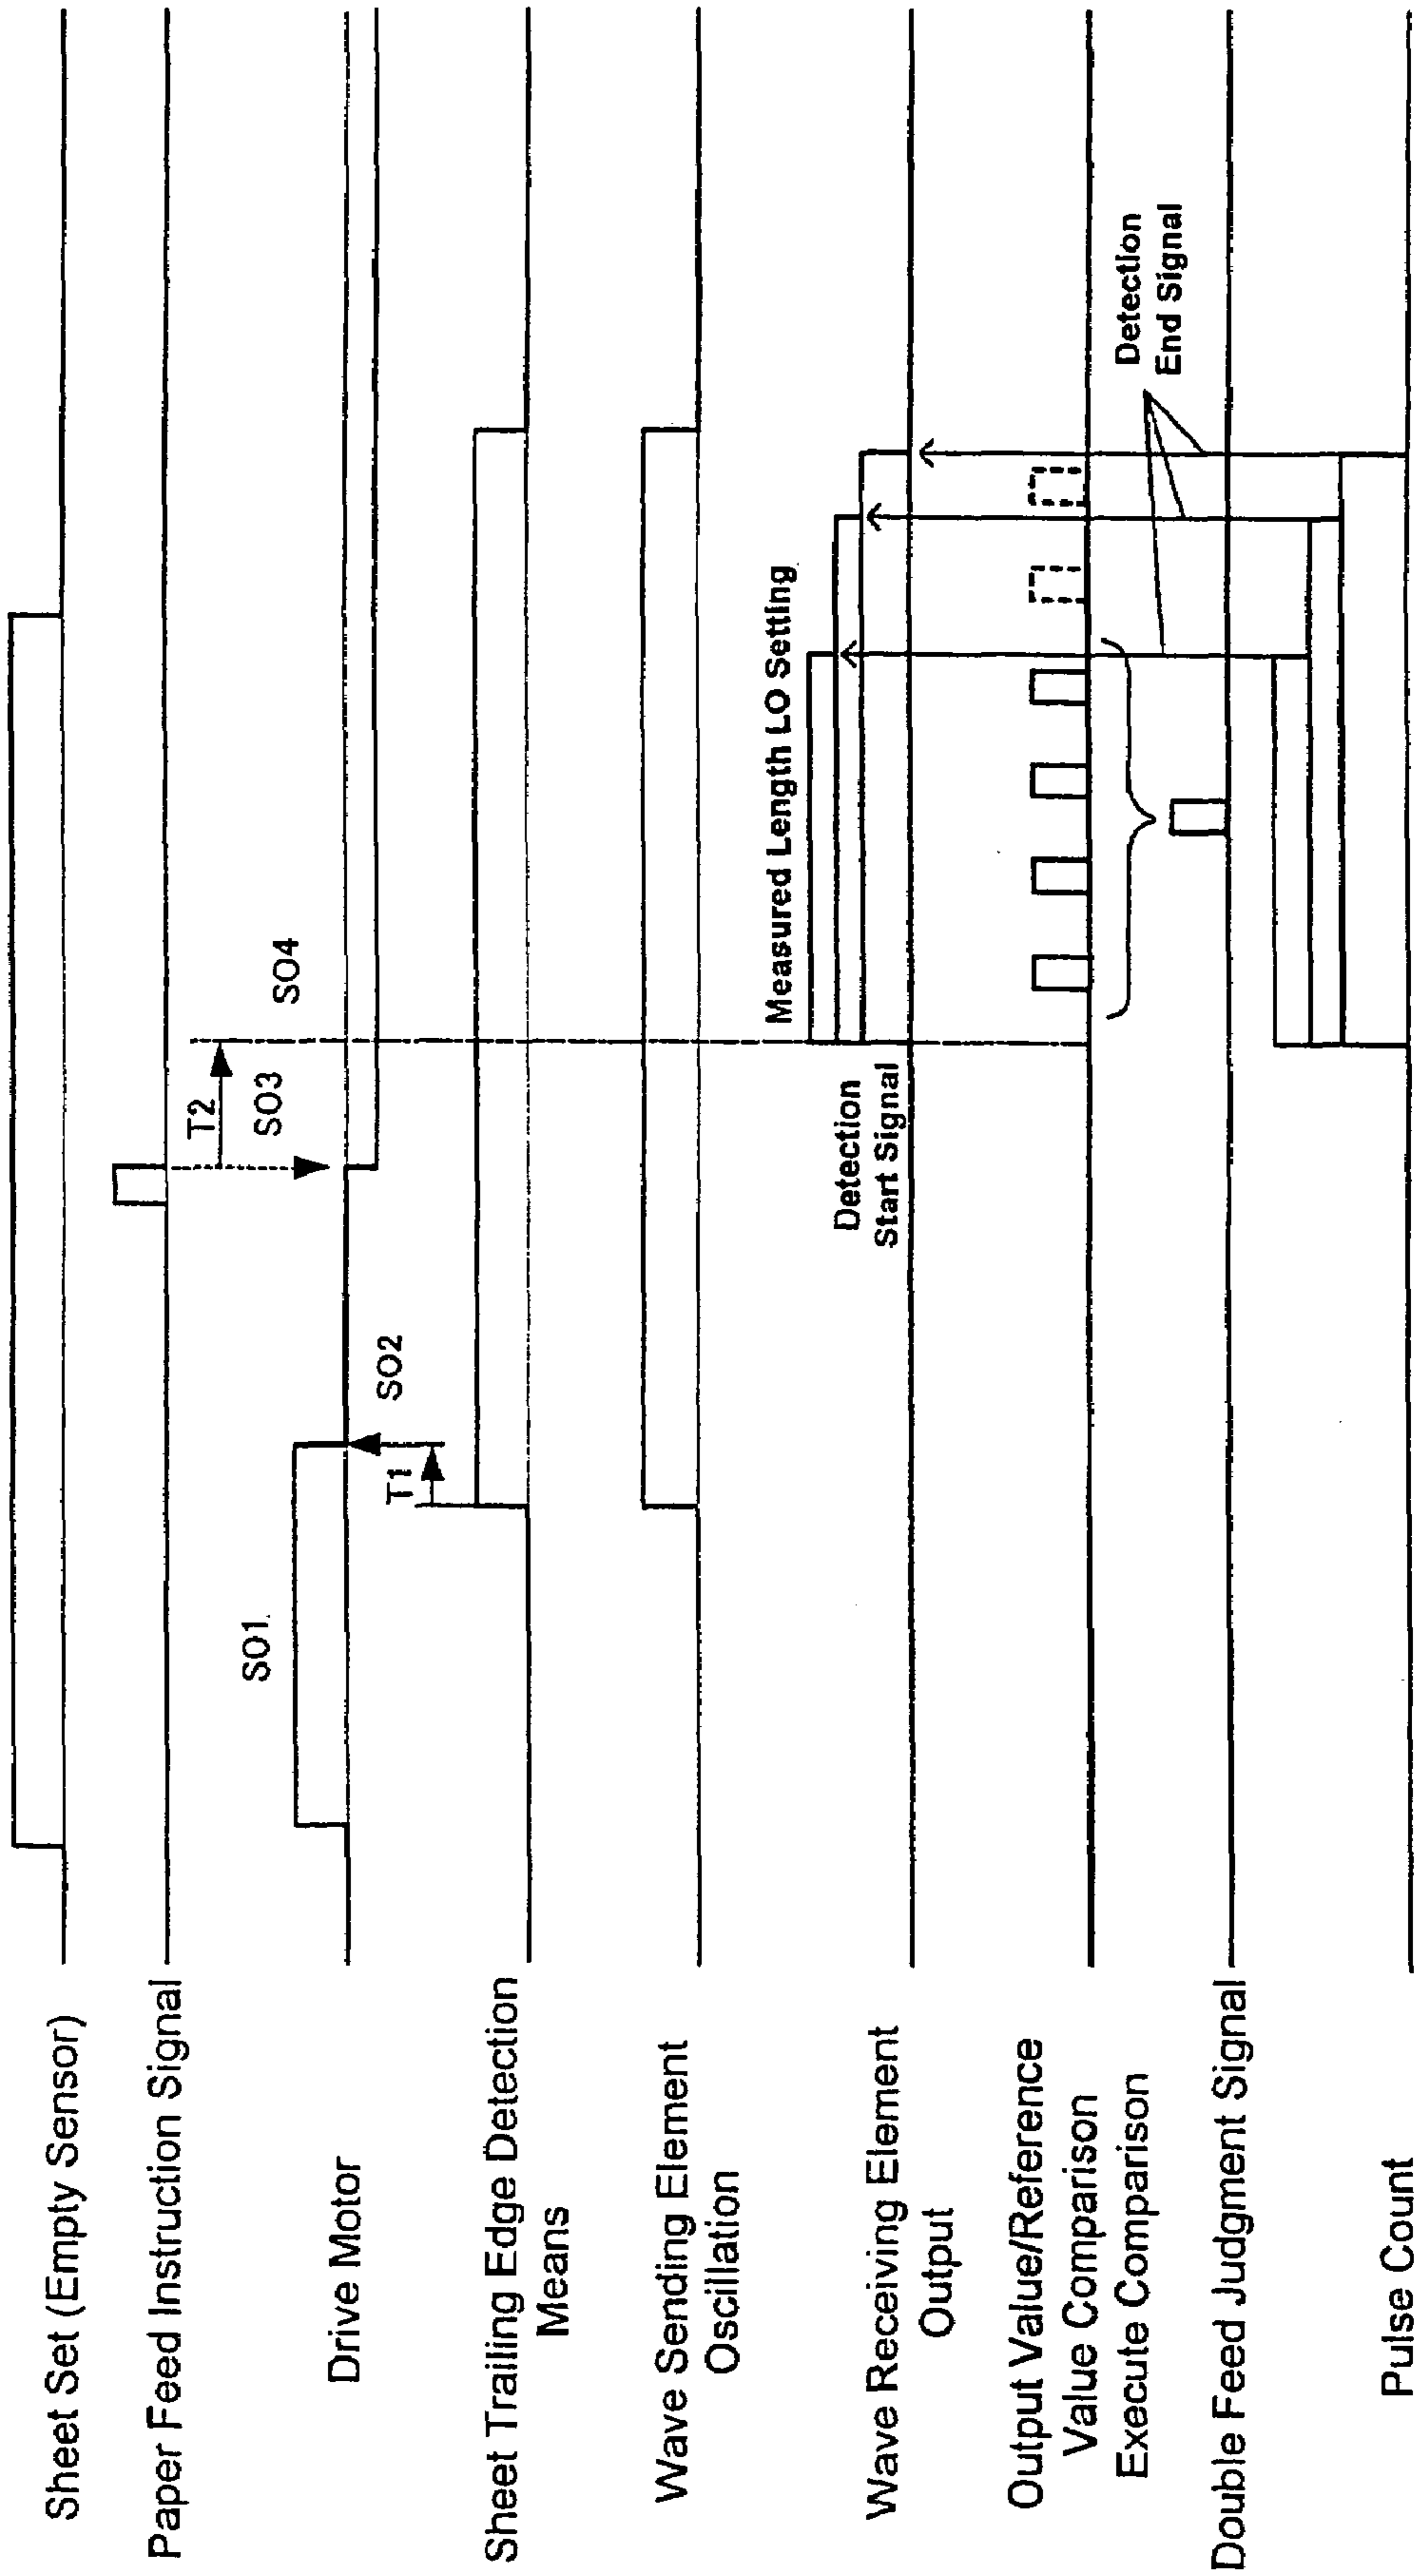 Sheet Set (Empty Sensor)
Paper Feed Instruction Signal
T2
SO3
SO4
Drive Motor
SO1
SO2
T1
Sheet Trailing Edge Detection
Means
Wave Sending Element
Oscillation
Measured Length LO Setting
Detection
Start Signal
Wave Receiving Element
Output
Output Value/Reference
Value Comparison
Execute Comparison
Detection
End Signal
Double Feed Judgment Signal
Pulse Count